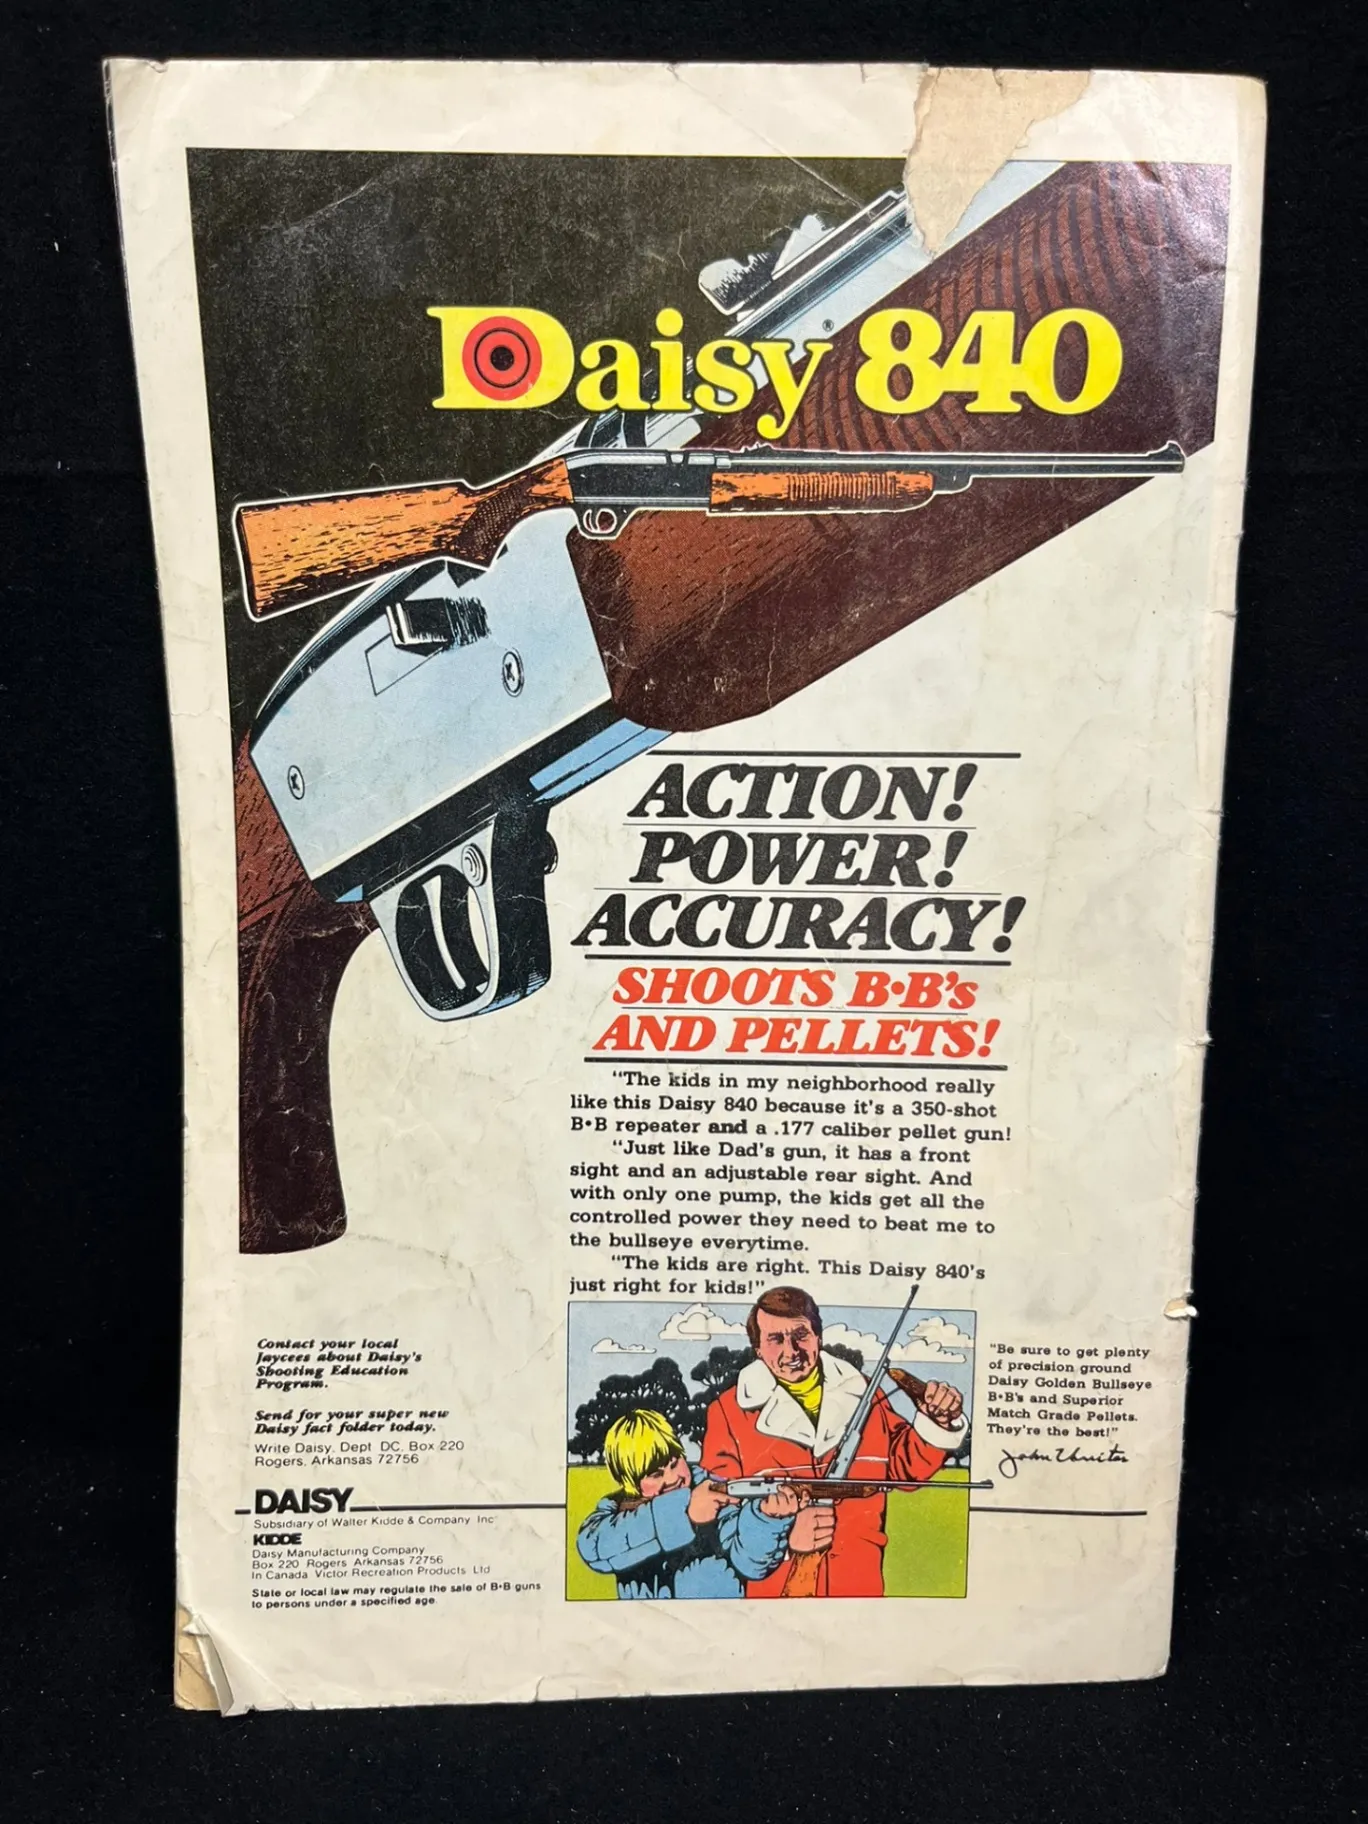 Daisy® 840
ACTION!
POWER!
ACCURACY!
SHOOTS B•B's
AND PELLETS!
"The kids in my neighborhood really
like this Daisy 840 because it's a 350-shot
B•B repeater and a .177 caliber pellet gun!
"Just like Dad's gun, it has a front
sight and an adjustable rear sight. And
with only one pump, the kids get all the
controlled power they need to beat me to
the bullseye everytime.
"The kids are right. This Daisy 840's
just right for kids!"
"Be sure to get plenty
of precision ground
Daisy Golden Bullseye
B•B's and Superior
Match Grade Pellets.
They're the best!"
John Unitas
Contact your local
Jaycees about Daisy's
Shooting Education
Program.
Send for your super new
Daisy fact folder today.
Write Daisy, Dept DC, Box 220
Rogers, Arkansas 72756
DAISY
Subsidiary of Walter Kidde & Company Inc
KIDDE
Daisy Manufacturing Company
Box 220 Rogers Arkansas 72756
In Canada Victor Recreation Products Ltd
State or local law may regulate the sale of B•B guns
to persons under a specified age